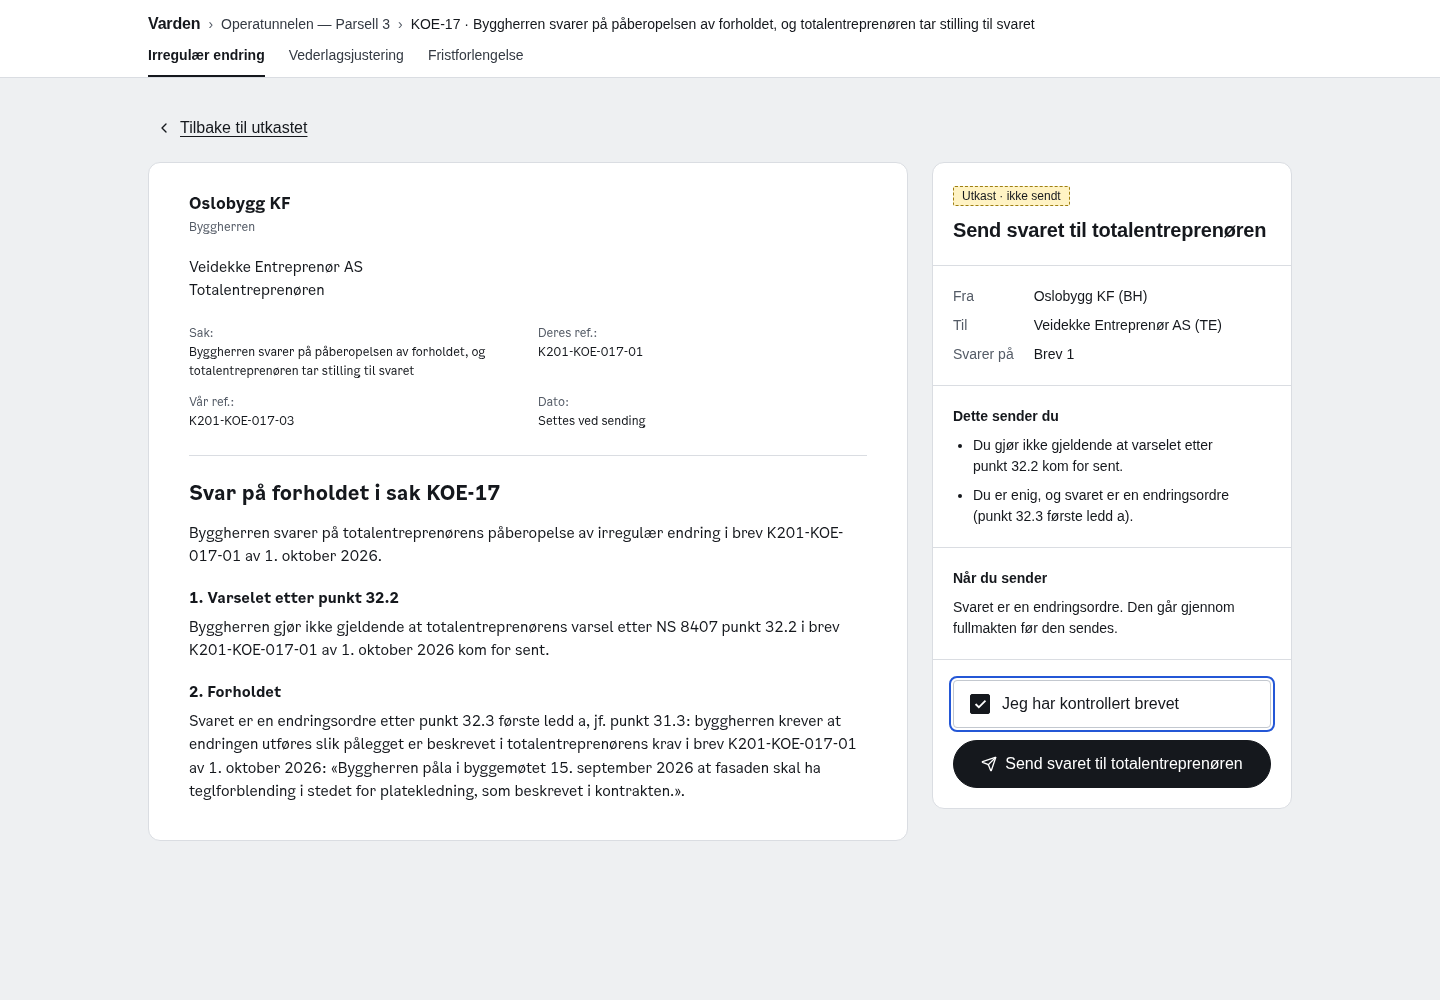 Varden › Operatunnelen — Parsell 3 › KOE-17 · Byggherren svarer på påberopelsen av forholdet, og totalentreprenøren tar stilling til svaret
Irregulær endring Vederlagsjustering Fristforlengelse
Tilbake til utkastet
Oslobygg KF
Byggherren
Veidekke Entreprenør AS
Totalentreprenøren
Sak:
Byggherren svarer på påberopelsen av forholdet, og
totalentreprenøren tar stilling til svaret
Deres ref.:
K201-KOE-017-01
Vår ref.:
K201-KOE-017-03
Dato:
Settes ved sending
Svar på forholdet i sak KOE-17
Byggherren svarer på totalentreprenørens påberopelse av irregulær endring i brev K201-KOE-
017-01 av 1. oktober 2026.
1. Varselet etter punkt 32.2
Byggherren gjør ikke gjeldende at totalentreprenørens varsel etter NS 8407 punkt 32.2 i brev
K201-KOE-017-01 av 1. oktober 2026 kom for sent.
2. Forholdet
Svaret er en endringsordre etter punkt 32.3 første ledd a, jf. punkt 31.3: byggherren krever at
endringen utføres slik pålegget er beskrevet i totalentreprenørens krav i brev K201-KOE-017-01
av 1. oktober 2026: «Byggherren påla i byggemøtet 15. september 2026 at fasaden skal ha
teglforblending i stedet for platekledning, som beskrevet i kontrakten.».
Utkast · ikke sendt
Send svaret til totalentreprenøren
Fra Oslobygg KF (BH)
Til Veidekke Entreprenør AS (TE)
Svarer på Brev 1
Dette sender du
• Du gjør ikke gjeldende at varselet etter
punkt 32.2 kom for sent.
• Du er enig, og svaret er en endringsordre
(punkt 32.3 første ledd a).
Når du sender
Svaret er en endringsordre. Den går gjennom
fullmakten før den sendes.
Jeg har kontrollert brevet
Send svaret til totalentreprenøren